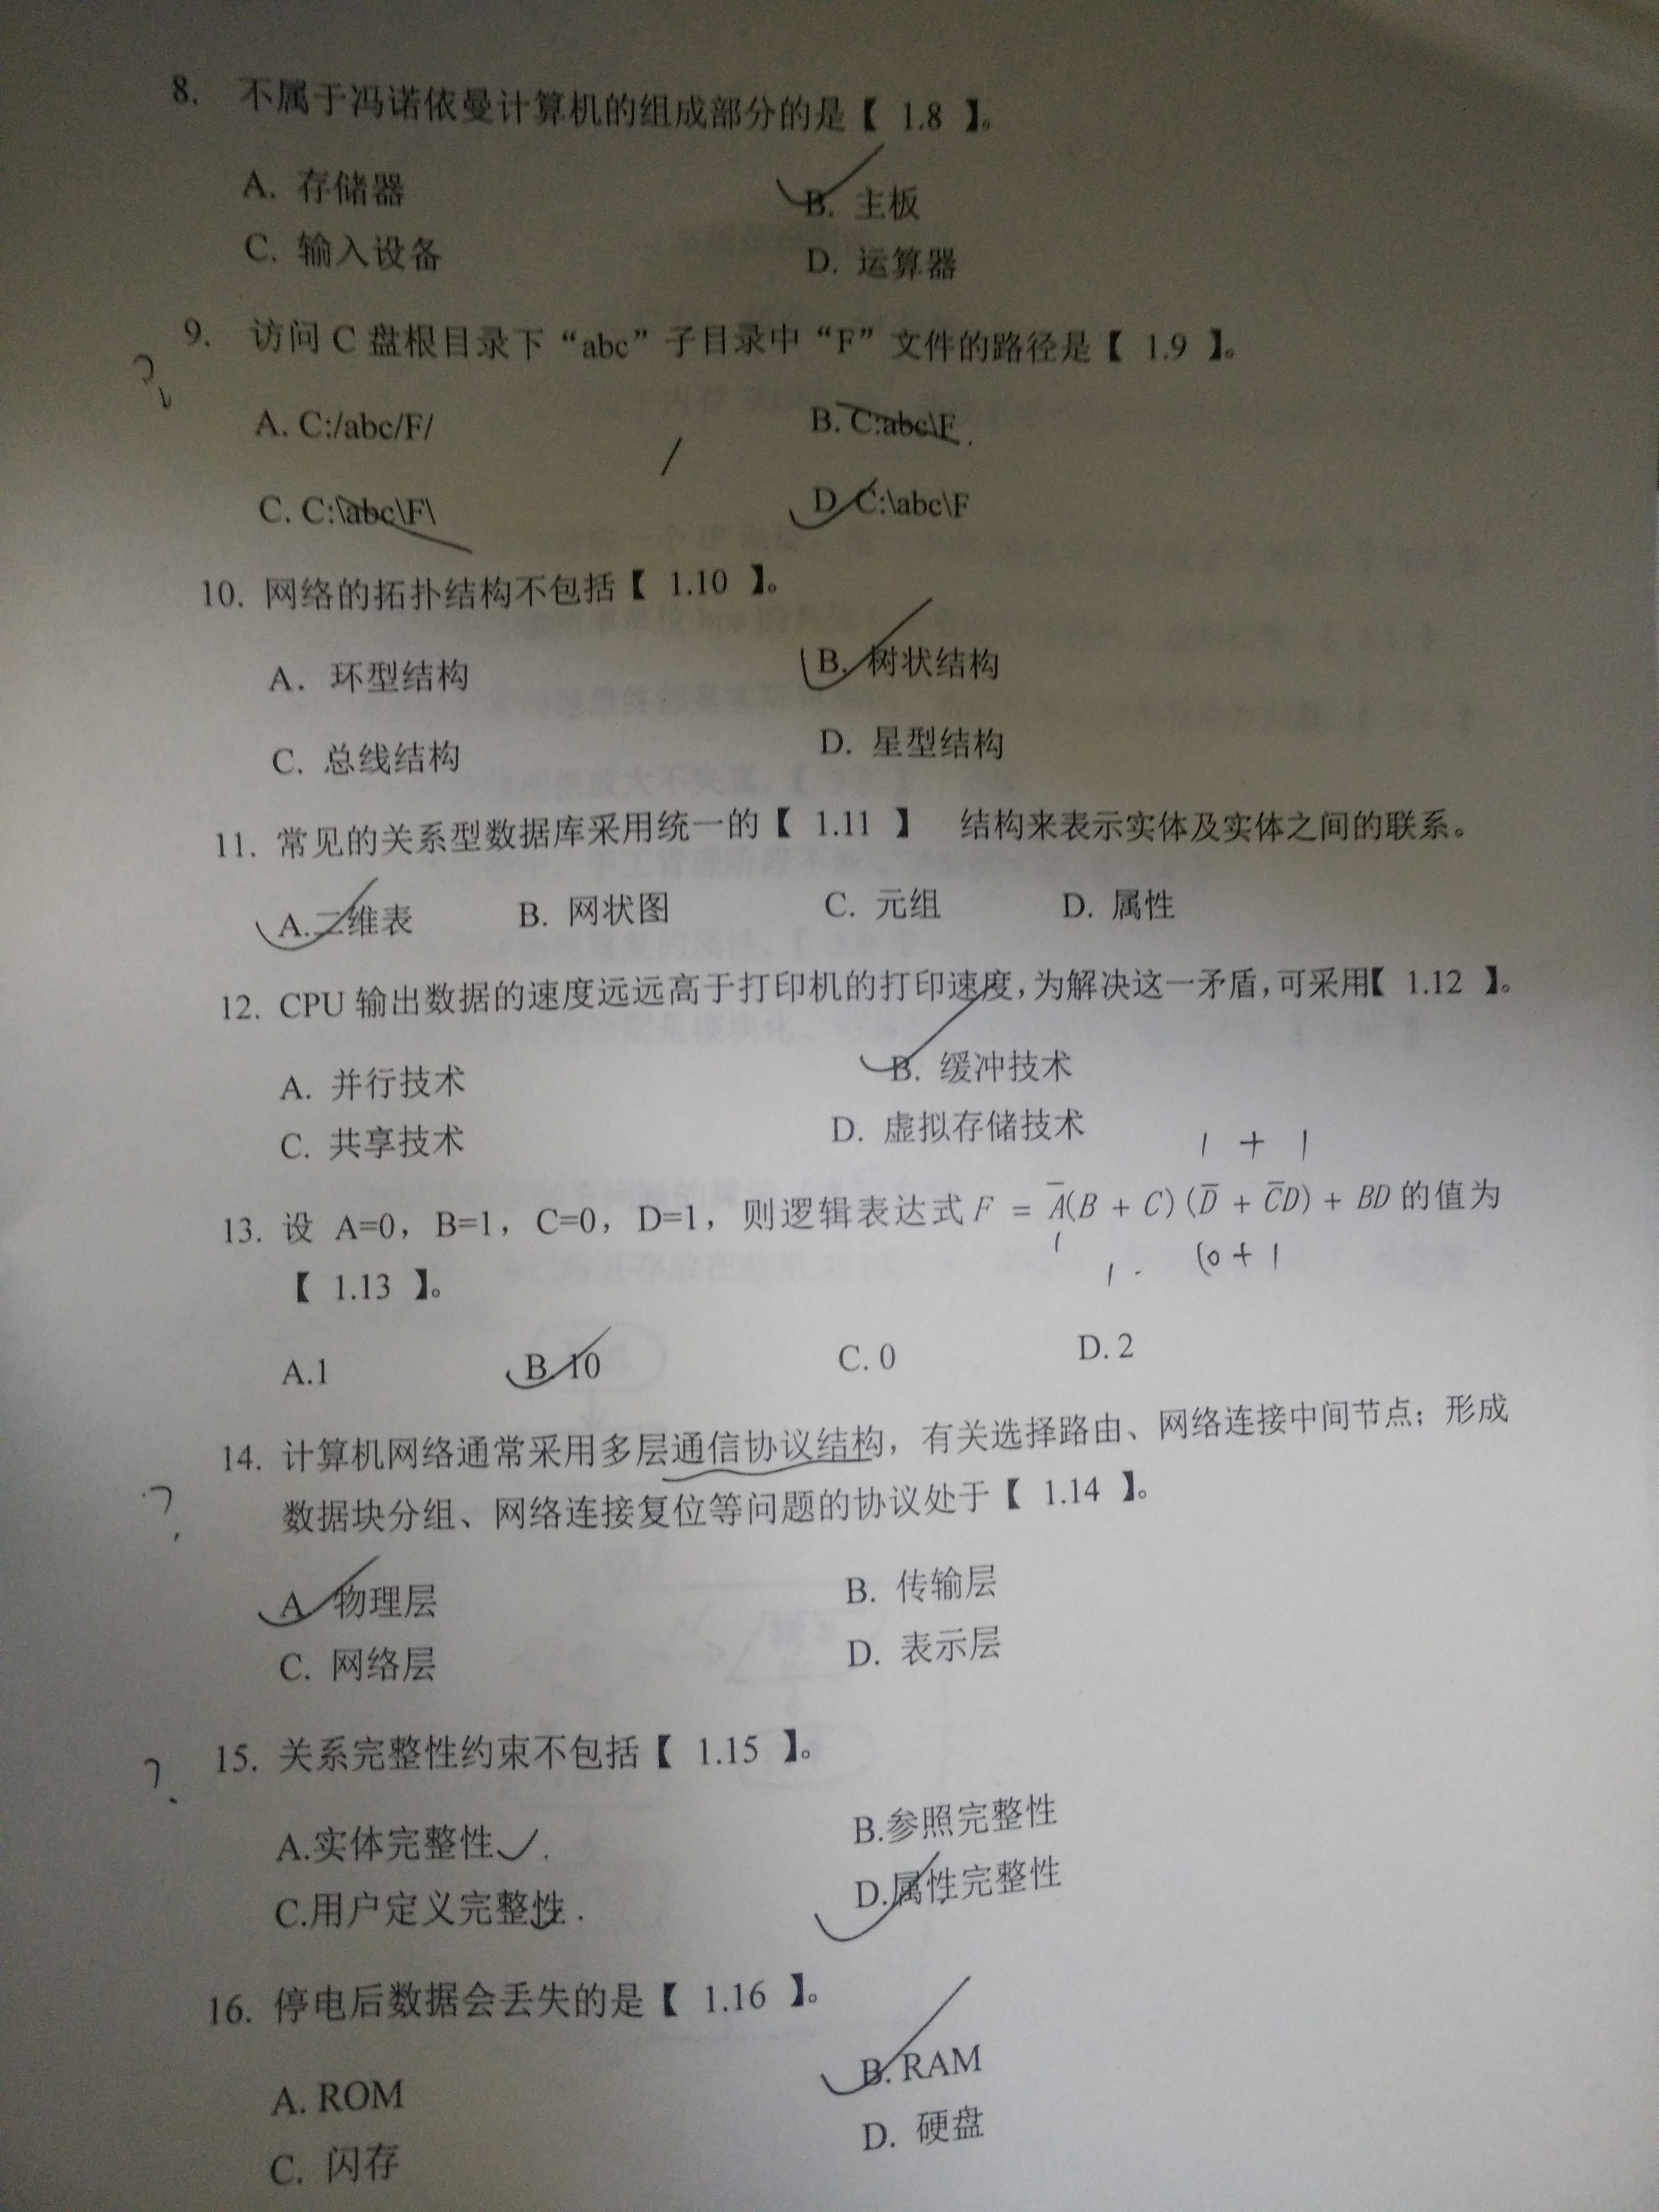 8. 不属于冯诺依曼计算机的组成部分的是【 1.8 】。
A. 存储器 B. 主板
C. 输入设备 D. 运算器
9. 访问 C 盘根目录下“abc”子目录中“F”文件的路径是【 1.9 】。
A. C:/abc/F/ B. C:abc\F
C. C:\abc\F\ D. C:\abc\F
10. 网络的拓扑结构不包括【 1.10 】。
A. 环型结构 B. 树状结构
C. 总线结构 D. 星型结构
11. 常见的关系型数据库采用统一的【 1.11 】 结构来表示实体及实体之间的联系。
A.二维表 B. 网状图 C. 元组 D. 属性
12. CPU 输出数据的速度远远高于打印机的打印速度,为解决这一矛盾,可采用【 1.12 】。
A. 并行技术 B. 缓冲技术
C. 共享技术 D. 虚拟存储技术
1 + 1
13. 设 A=0，B=1，C=0，D=1，则逻辑表达式 F = A̅(B + C)(D̅ + C̅D) + BD 的值为
1 1 . (0+1
【 1.13 】。
A.1 B. 10 C. 0 D. 2
14. 计算机网络通常采用多层通信协议结构，有关选择路由、网络连接中间节点；形成
数据块分组、网络连接复位等问题的协议处于【 1.14 】。
?
A. 物理层 B. 传输层
C. 网络层 D. 表示层
? 15. 关系完整性约束不包括【 1.15 】。
A.实体完整性 B.参照完整性
C.用户定义完整性 D.属性完整性
16. 停电后数据会丢失的是【 1.16 】。
A. ROM B. RAM
C. 闪存 D. 硬盘